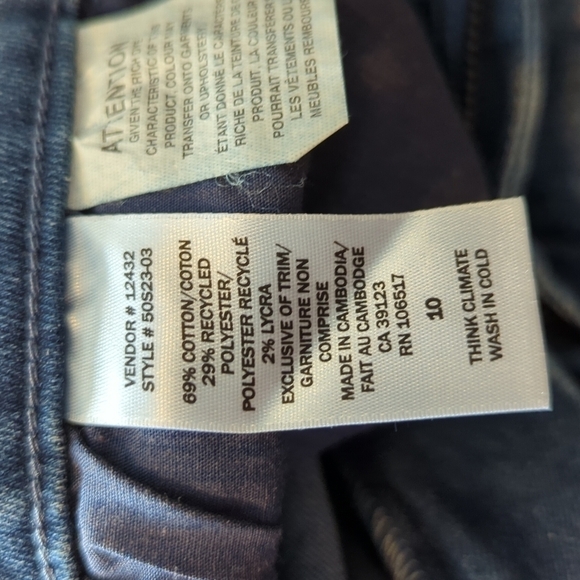 ATTENTION
GIVEN THE RICH DYE
CHARACTERISTIC OF THIS
PRODUCT, COLOUR MAY
TRANSFER ONTO GARMENTS
OR UPHOLSTERY/
ÉTANT DONNÉ LE CARACTÈRE
RICHE DE LA TEINTURE DE CE
PRODUIT, LA COULEUR
POURRAIT TRANSFÉRER
LES VÊTEMENTS OU
MEUBLES REMBOURRÉS
VENDOR # 12432
STYLE # 50S23-03
69% COTTON/COTON
29% RECYCLED
POLYESTER/
POLYESTER RECYCLÉ
2% LYCRA
EXCLUSIVE OF TRIM/
GARNITURE NON
COMPRISE
MADE IN CAMBODIA/
FAIT AU CAMBODGE
CA 39123
RN 106517
10
THINK CLIMATE
WASH IN COLD